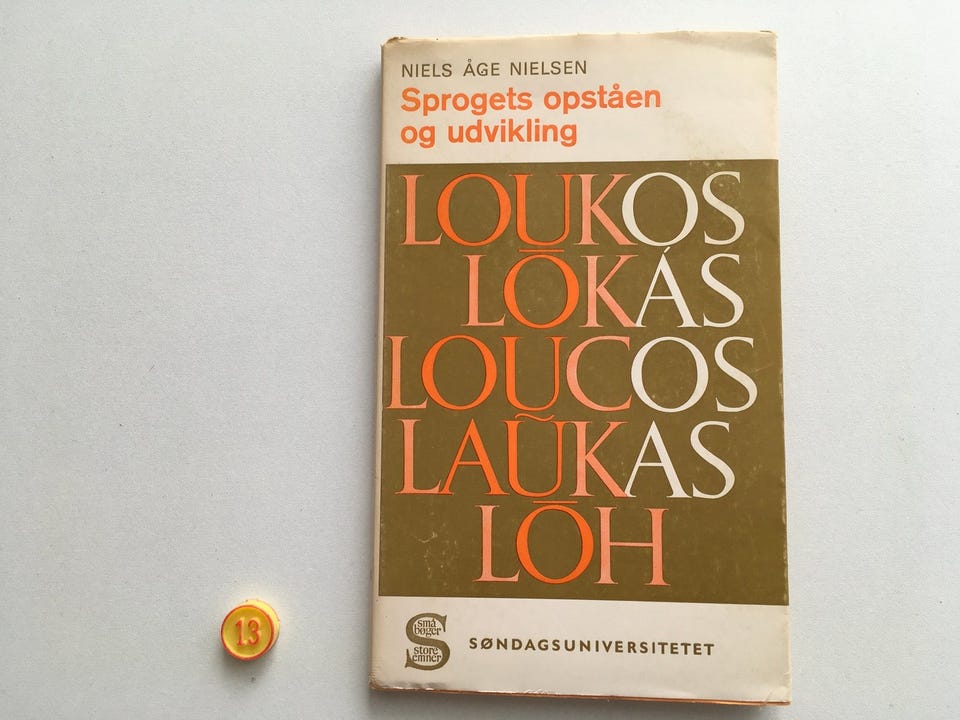 NIELS ÅGE NIELSEN
Sprogets opståen
og udvikling
LOUKOS
LŌKÁS
LOUCOS
LAŨKAS
LŌH
små
bøger
store
emner
SØNDAGSUNIVERSITETET
13